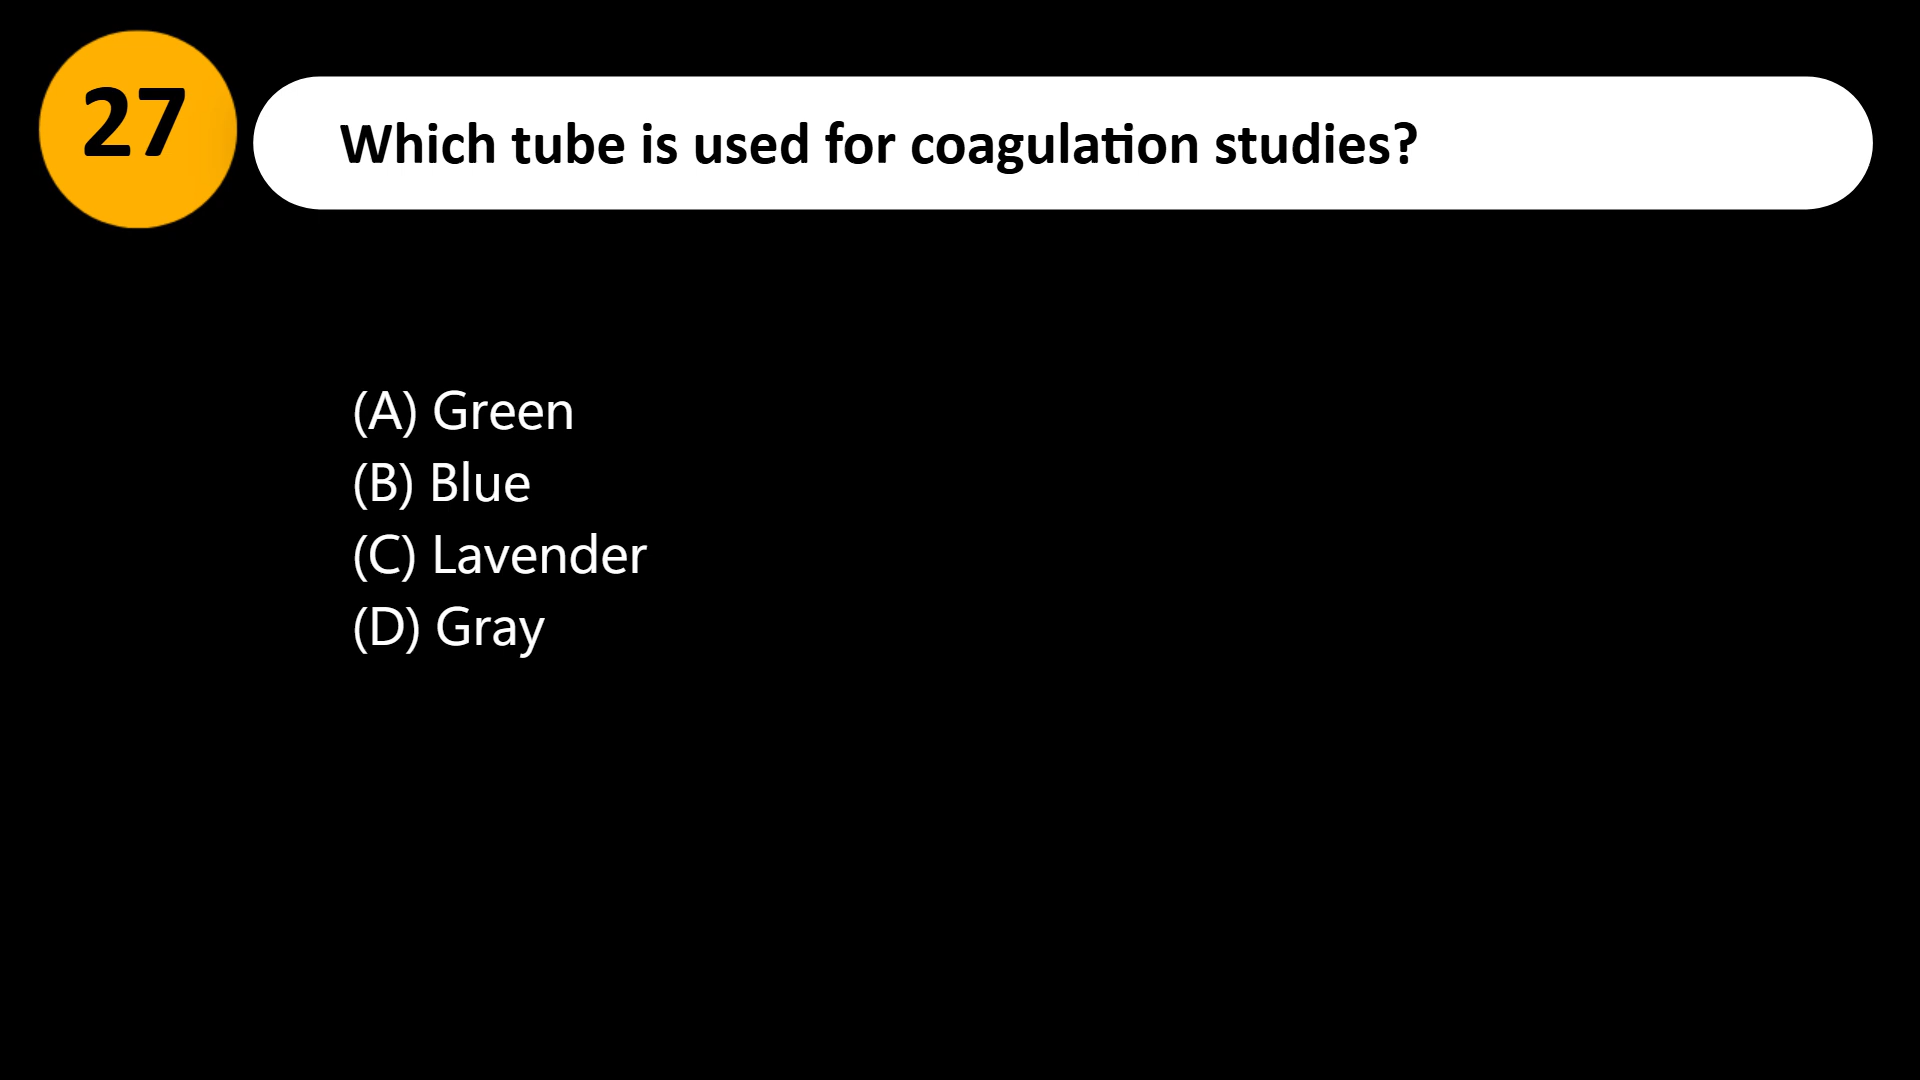 27
Which tube is used for coagulation studies?
(A) Green
(B) Blue
(C) Lavender
(D) Gray